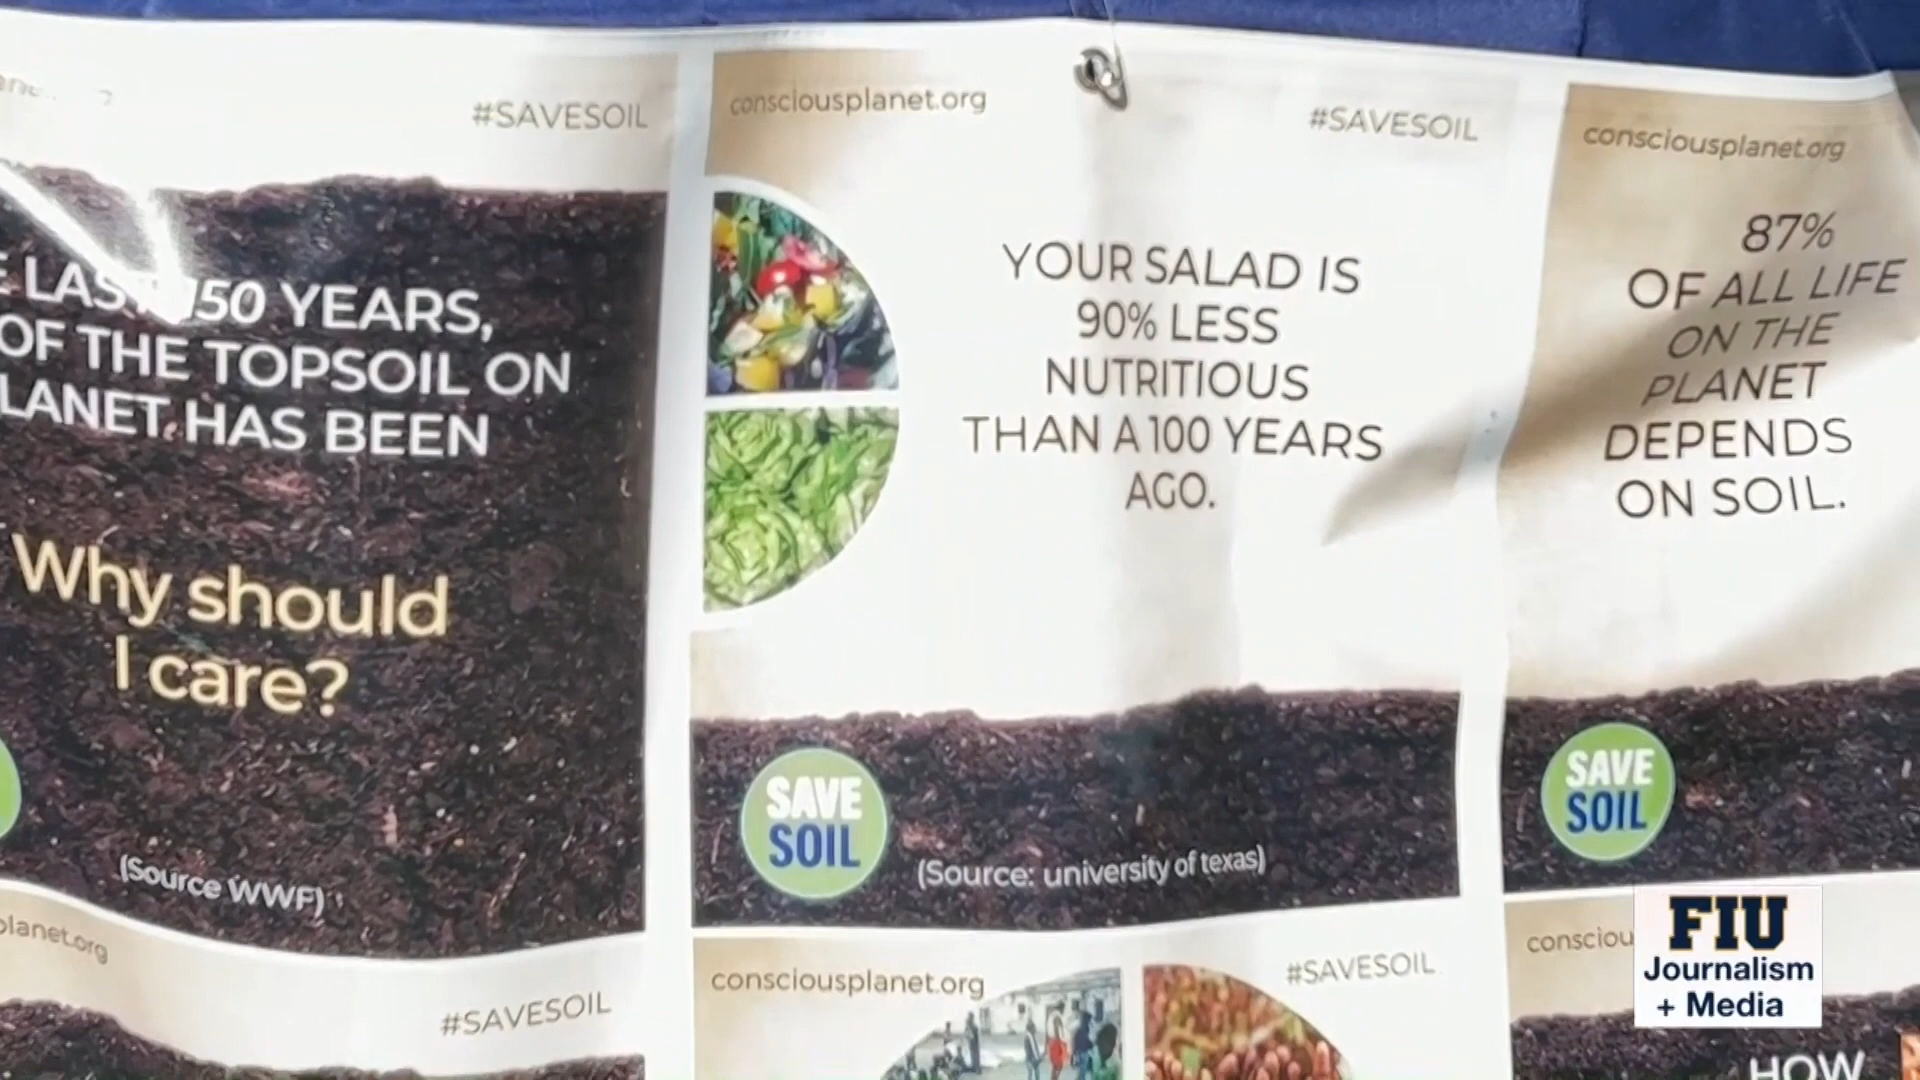 #SAVESOIL
LAST 150 YEARS,
OF THE TOPSOIL ON
LANET HAS BEEN
Why should
I care?
(Source WWF)
consciousplanet.org
#SAVESOIL
YOUR SALAD IS
90% LESS
NUTRITIOUS
THAN A 100 YEARS
AGO.
SAVE
SOIL
(Source: university of texas)
consciousplanet.org
87%
OF ALL LIFE
ON THE
PLANET
DEPENDS
ON SOIL.
SAVE
SOIL
planet.org
#SAVESOIL
consciousplanet.org
#SAVESOIL
consciou
HOW
FIU
Journalism
+ Media